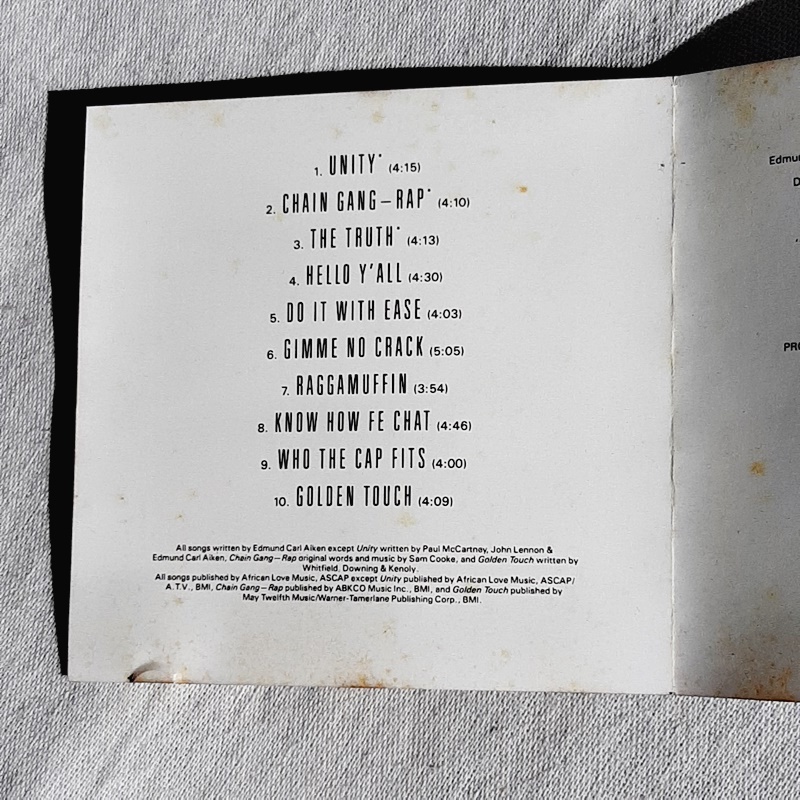 1. UNITY* (4:15)
2. CHAIN GANG–RAP* (4:10)
3. THE TRUTH* (4:13)
4. HELLO Y'ALL (4:30)
5. DO IT WITH EASE (4:03)
6. GIMME NO CRACK (5:05)
7. RAGGAMUFFIN (3:54)
8. KNOW HOW FE CHAT (4:46)
9. WHO THE CAP FITS (4:00)
10. GOLDEN TOUCH (4:09)
All songs written by Edmund Carl Aiken except Unity written by Paul McCartney, John Lennon &
Edmund Carl Aiken, Chain Gang–Rap original words and music by Sam Cooke, and Golden Touch written by
Whitfield, Downing & Kenoly.
All songs published by African Love Music, ASCAP except Unity published by African Love Music, ASCAP/
A.T.V., BMI, Chain Gang–Rap published by ABKCO Music Inc., BMI, and Golden Touch published by
May Twelfth Music/Warner-Tamerlane Publishing Corp., BMI.